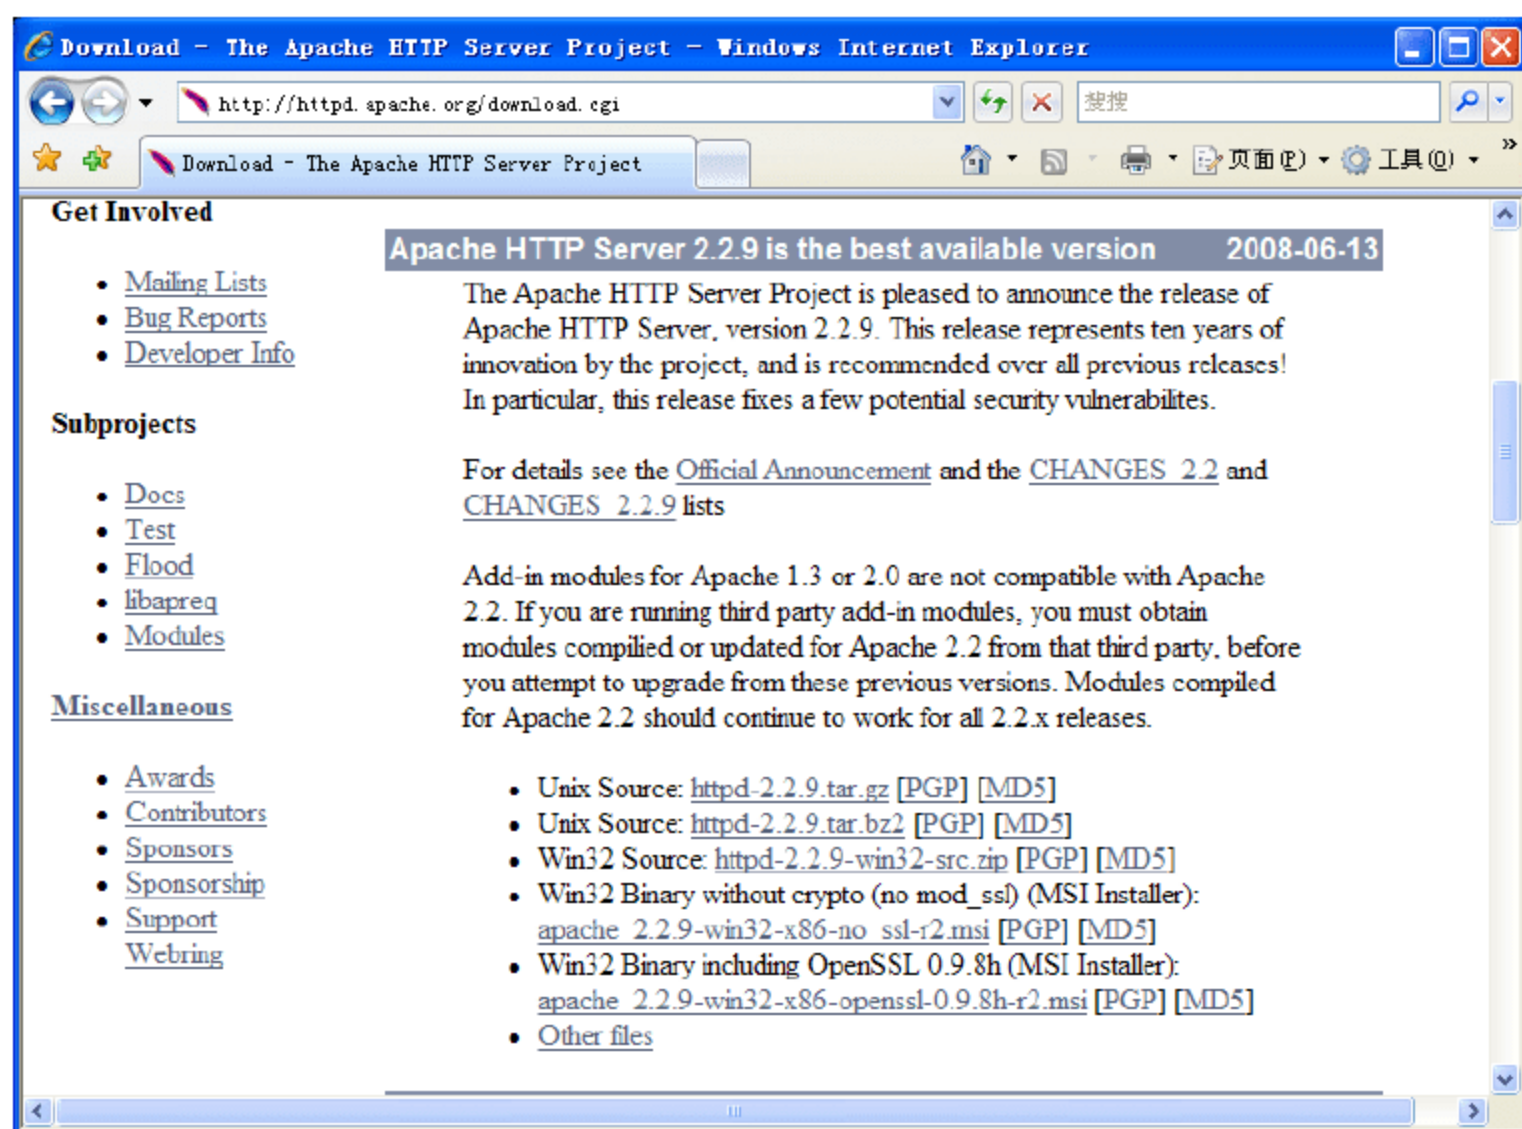 Download - The Apache HTTP Server Project - Windows Internet Explorer
http://httpd.apache.org/download.cgi
搜搜
Download - The Apache HTTP Server Project
页面(P)
工具(O)
»
Get Involved
Mailing Lists
Bug Reports
Developer Info
Subprojects
Docs
Test
Flood
libapreq
Modules
Miscellaneous
Awards
Contributors
Sponsors
Sponsorship
Support
Webring
Apache HTTP Server 2.2.9 is the best available version 2008-06-13
The Apache HTTP Server Project is pleased to announce the release of
Apache HTTP Server, version 2.2.9. This release represents ten years of
innovation by the project, and is recommended over all previous releases!
In particular, this release fixes a few potential security vulnerabilites.
For details see the Official Announcement and the CHANGES_2.2 and
CHANGES_2.2.9 lists
Add-in modules for Apache 1.3 or 2.0 are not compatible with Apache
2.2. If you are running third party add-in modules, you must obtain
modules compilied or updated for Apache 2.2 from that third party, before
you attempt to upgrade from these previous versions. Modules compiled
for Apache 2.2 should continue to work for all 2.2.x releases.
• Unix Source: httpd-2.2.9.tar.gz [PGP] [MD5]
• Unix Source: httpd-2.2.9.tar.bz2 [PGP] [MD5]
• Win32 Source: httpd-2.2.9-win32-src.zip [PGP] [MD5]
• Win32 Binary without crypto (no mod_ssl) (MSI Installer):
apache_2.2.9-win32-x86-no_ssl-r2.msi [PGP] [MD5]
• Win32 Binary including OpenSSL 0.9.8h (MSI Installer):
apache_2.2.9-win32-x86-openssl-0.9.8h-r2.msi [PGP] [MD5]
• Other files